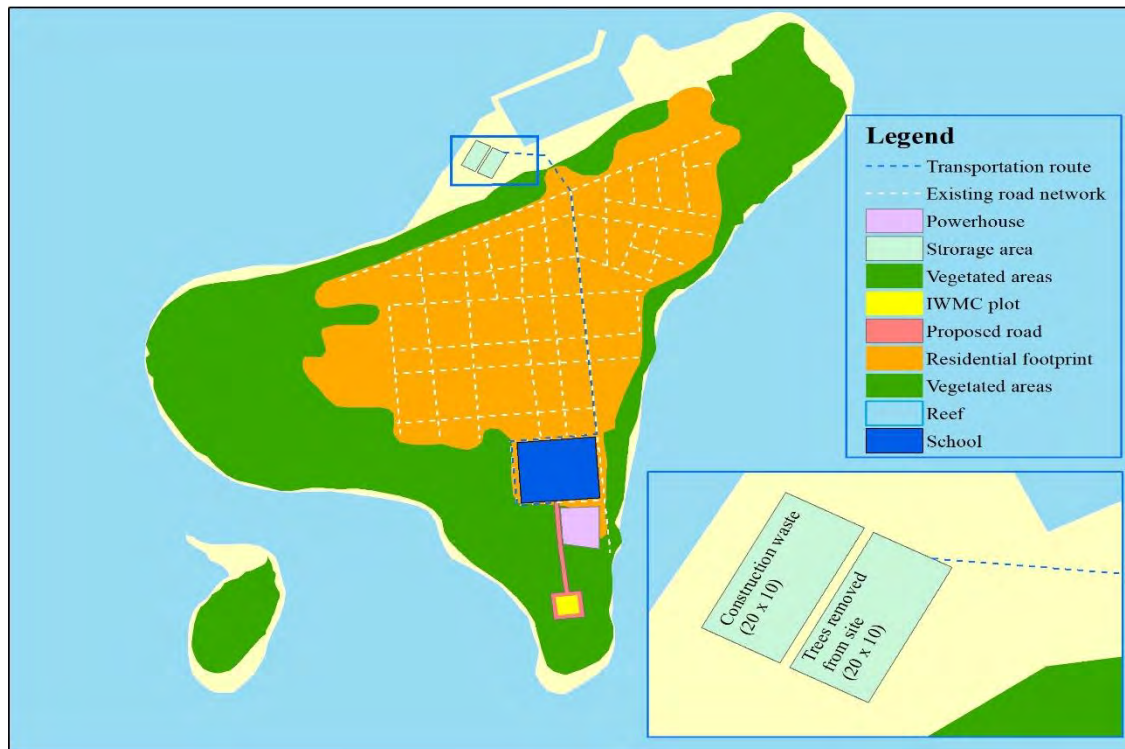 Legend
Transportation route
Existing road network
Powerhouse
Strorage area
Vegetated areas
IWMC plot
Proposed road
Residential footprint
Vegetated areas
Reef
School
Construction waste
(20 x 10)
Trees removed
from site
(20 x 10)